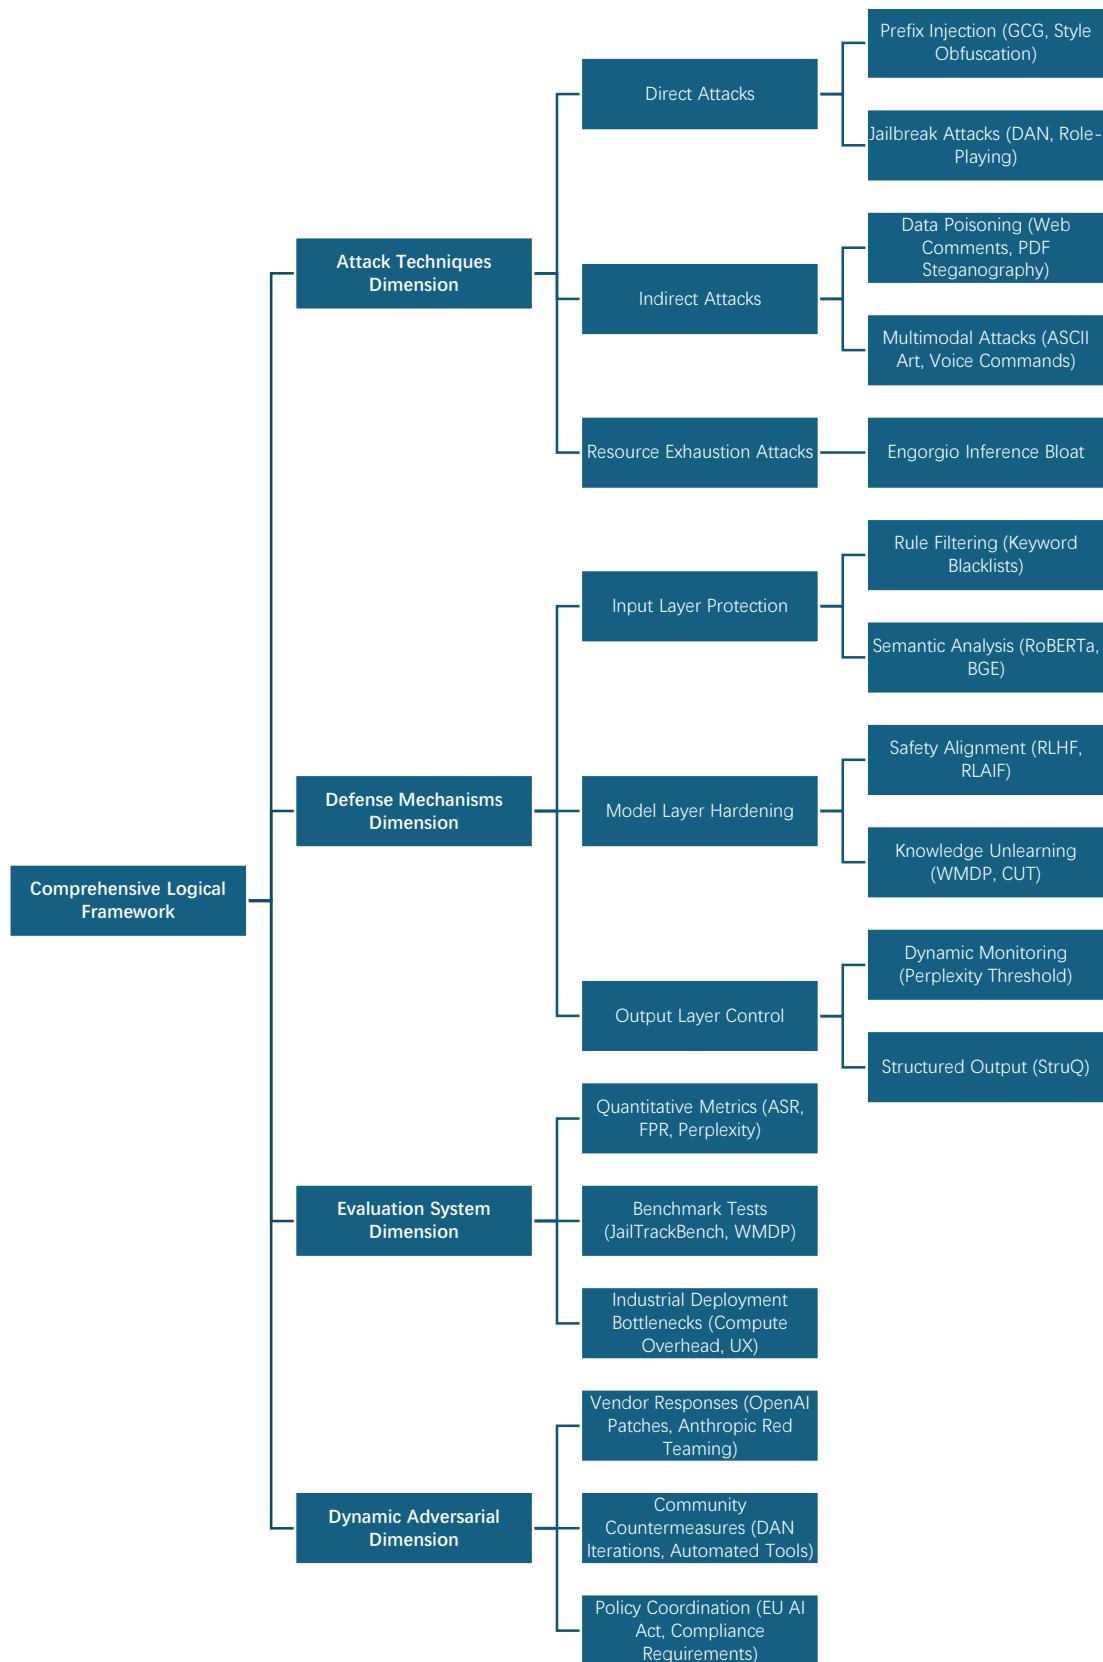 Prefix Injection (GCG, Style
Obfuscation)
Direct Attacks
Jailbreak Attacks (DAN, Role-
Playing)
Data Poisoning (Web
Comments, PDF
Steganography)
Attack Techniques
Dimension
Indirect Attacks
Multimodal Attacks (ASCII
Art, Voice Commands)
Resource Exhaustion Attacks
Engorgio Inference Bloat
Rule Filtering (Keyword
Blacklists)
Input Layer Protection
Semantic Analysis (RoBERTa,
BGE)
Safety Alignment (RLHF,
RLAIF)
Defense Mechanisms
Dimension
Model Layer Hardening
Knowledge Unlearning
(WMDP, CUT)
Comprehensive Logical
Framework
Dynamic Monitoring
(Perplexity Threshold)
Output Layer Control
Structured Output (StruQ)
Quantitative Metrics (ASR,
FPR, Perplexity)
Evaluation System
Dimension
Benchmark Tests
(JailTrackBench, WMDP)
Industrial Deployment
Bottlenecks (Compute
Overhead, UX)
Vendor Responses (OpenAI
Patches, Anthropic Red
Teaming)
Dynamic Adversarial
Dimension
Community
Countermeasures (DAN
Iterations, Automated Tools)
Policy Coordination (EU AI
Act, Compliance
Requirements)